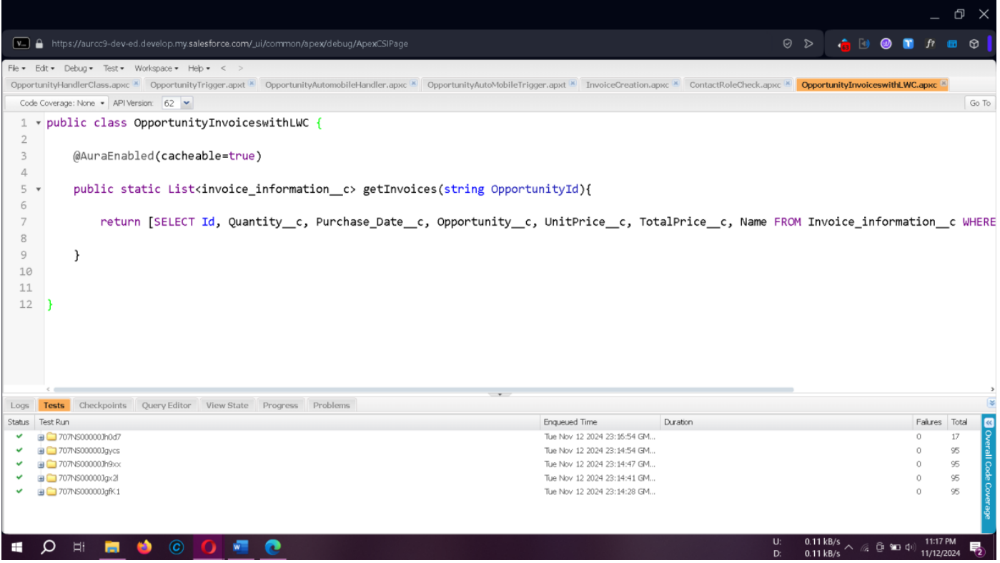 V...
https://aurcc9-dev-ed.develop.my.salesforce.com/_ui/common/apex/debug/ApexCSIPage
63
f?
File Edit Debug Test Workspace Help < >
OpportunityHandlerClass.apxc OpportunityTrigger.apxt OpportunityAutomobileHandler.apxc OpportunityAutoMobileTrigger.apxt InvoiceCreation.apxc ContactRoleCheck.apxc OpportunityInvoiceswithLWC.apxc
Code Coverage: None API Version: 62 Go To
1 public class OpportunityInvoiceswithLWC {
2
3 @AuraEnabled(cacheable=true)
4
5 public static List<invoice_information__c> getInvoices(string OpportunityId){
6
7 return [SELECT Id, Quantity__c, Purchase_Date__c, Opportunity__c, UnitPrice__c, TotalPrice__c, Name FROM Invoice_information__c WHERE
8
9 }
10
11
12 }
Logs Tests Checkpoints Query Editor View State Progress Problems
Status Test Run Enqueued Time Duration Failures Total
707NS00000Jh0d7 Tue Nov 12 2024 23:16:54 GM... 0 17
707NS00000Jgycs Tue Nov 12 2024 23:14:54 GM... 0 95
707NS00000Jh9xx Tue Nov 12 2024 23:14:47 GM... 0 95
707NS00000Jgx2l Tue Nov 12 2024 23:14:41 GM... 0 95
707NS00000JgfK1 Tue Nov 12 2024 23:14:28 GM... 0 95
Overall Code Coverage
U: 0.11 kB/s 11:17 PM
D: 0.11 kB/s 11/12/2024
2